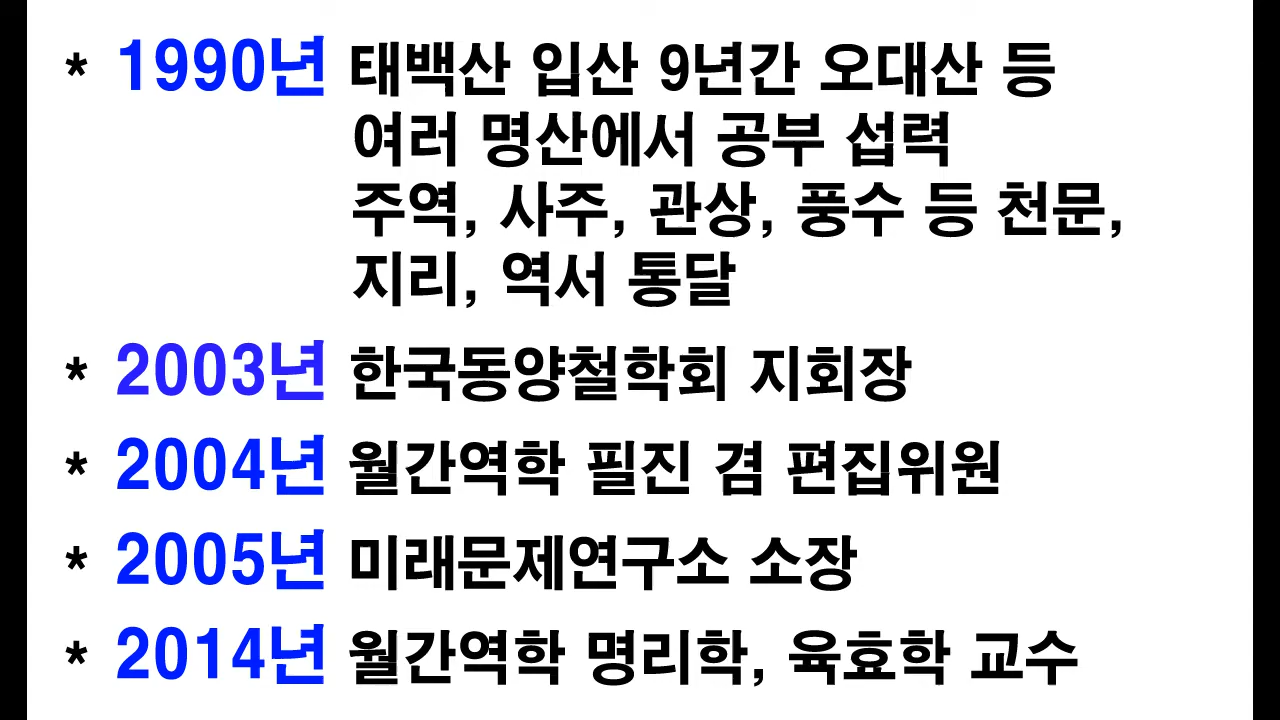 * 1990년 태백산 입산 9년간 오대산 등
여러 명산에서 공부 섭력
주역, 사주, 관상, 풍수 등 천문,
지리, 역서 통달
* 2003년 한국동양철학회 지회장
* 2004년 월간역학 필진 겸 편집위원
* 2005년 미래문제연구소 소장
* 2014년 월간역학 명리학, 육효학 교수